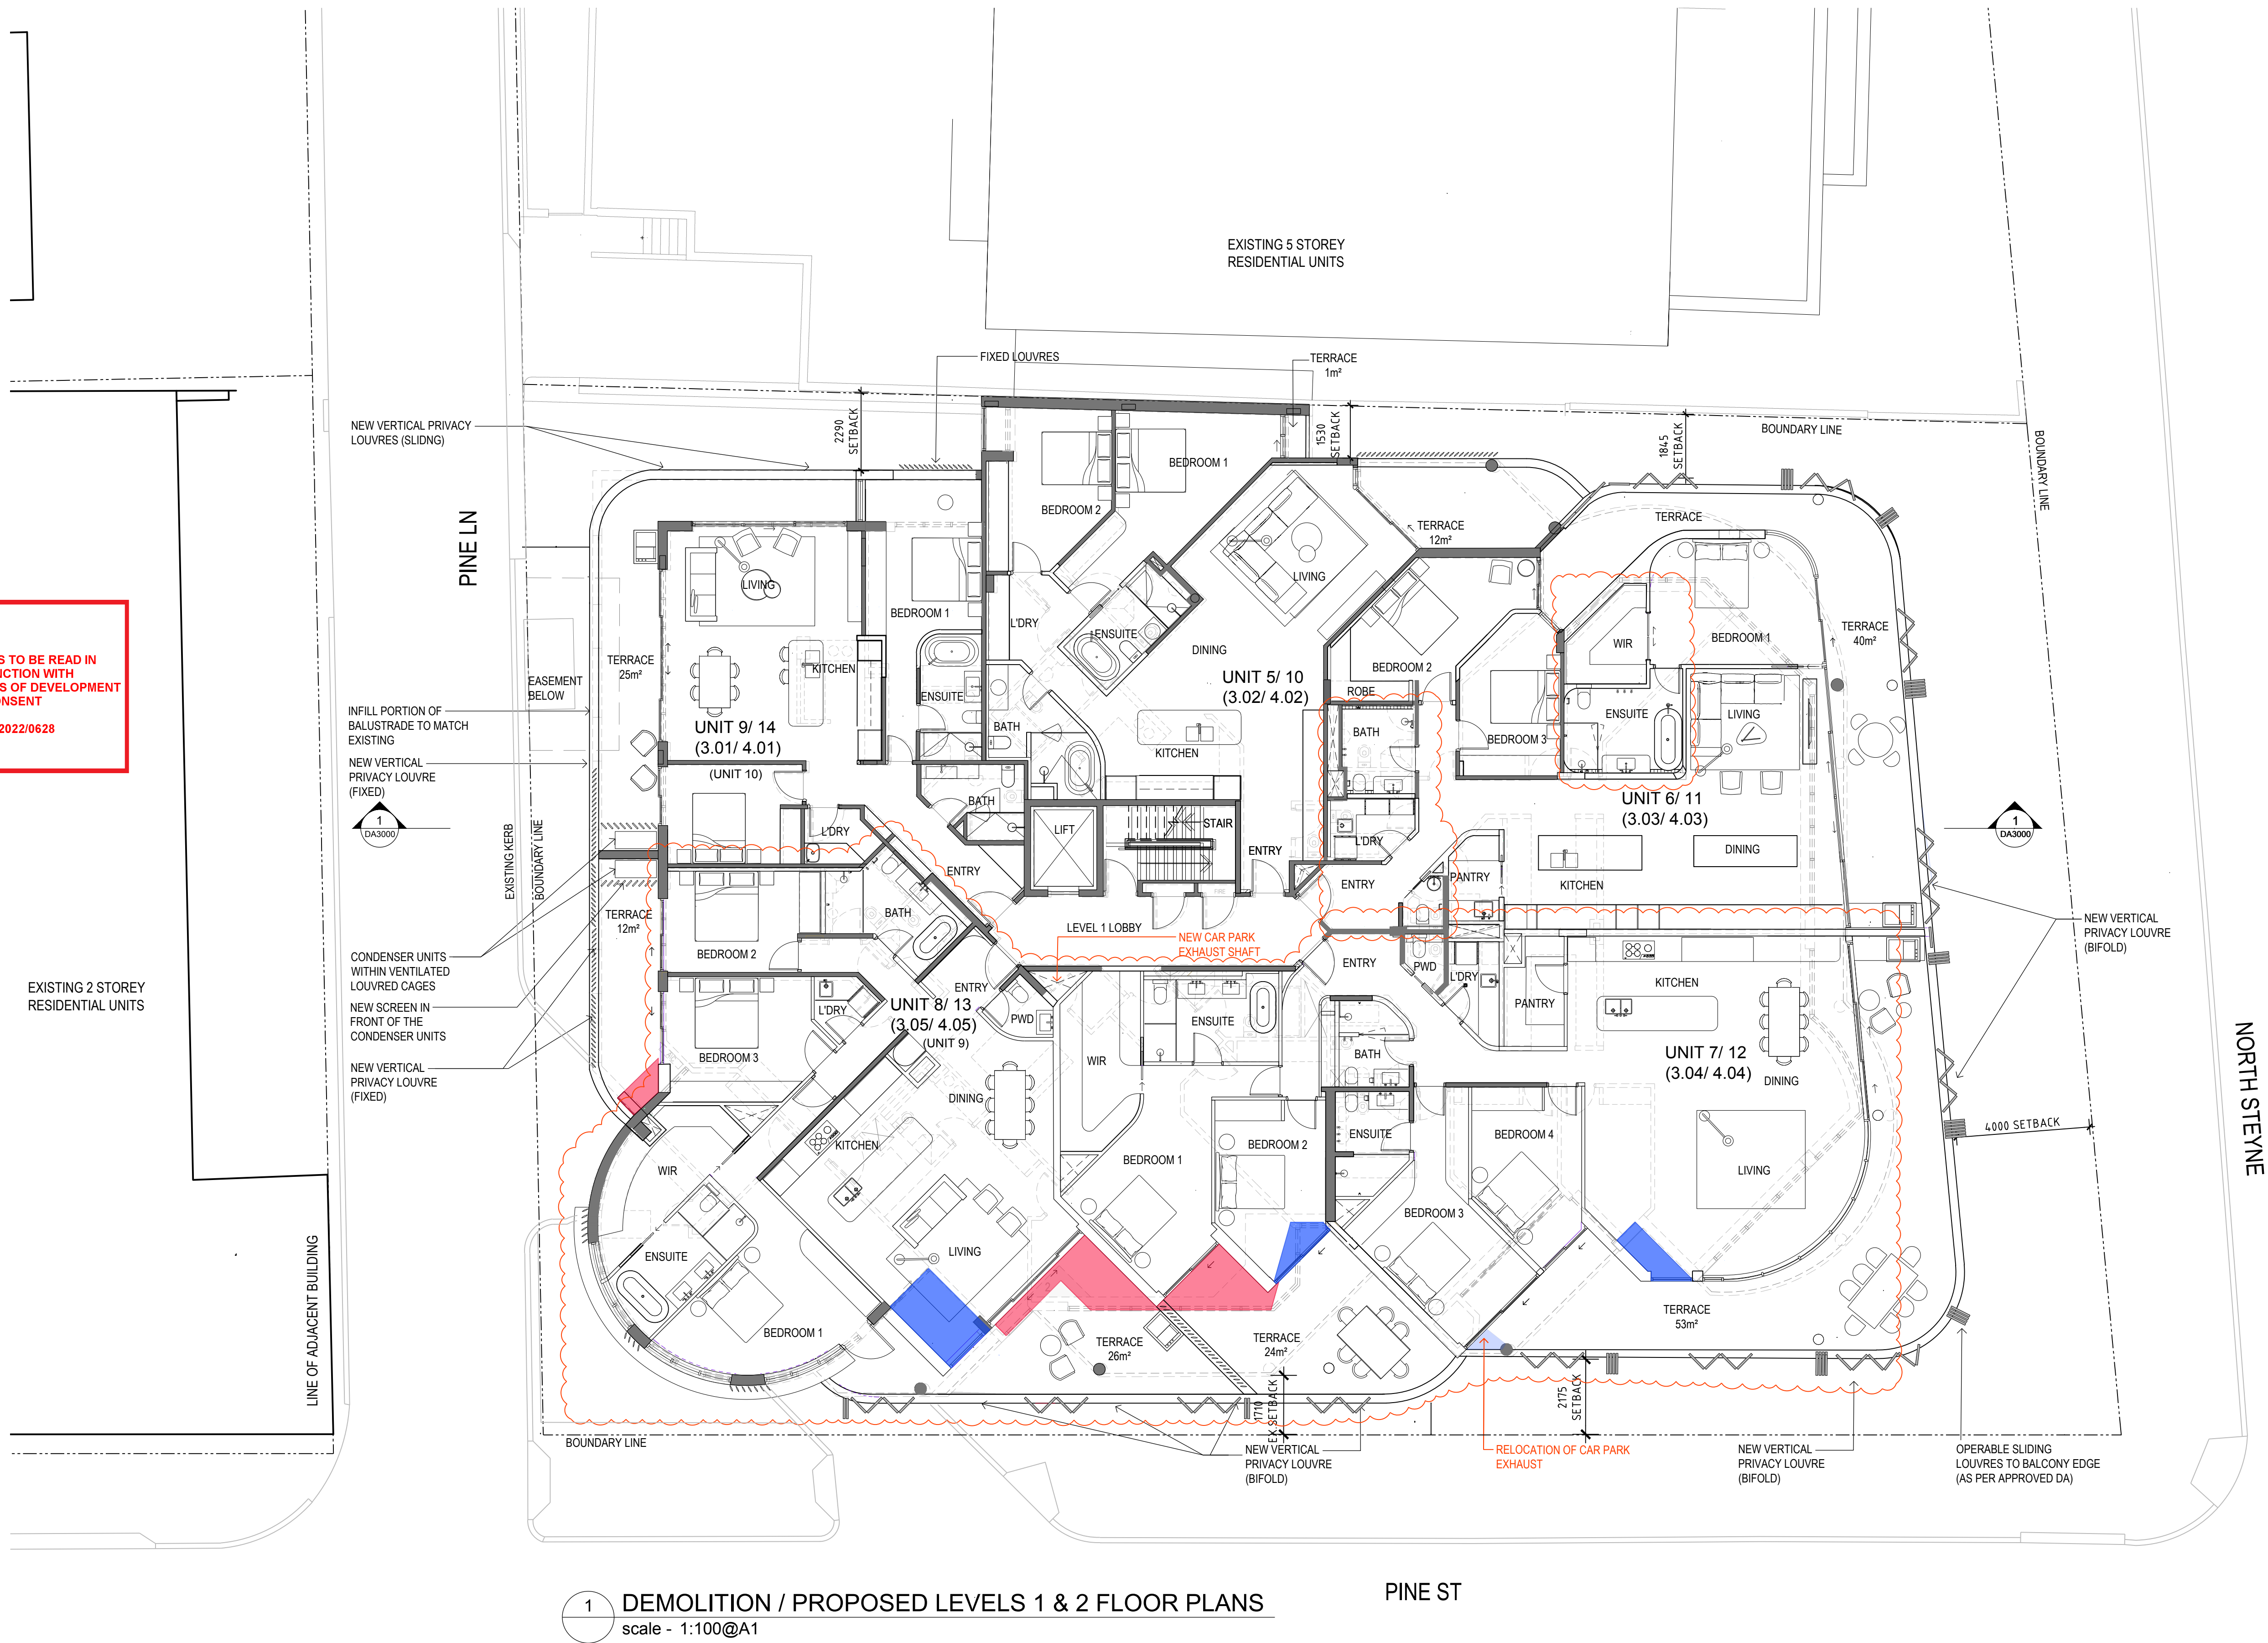 EXISTING 5 STOREY
RESIDENTIAL UNITS
FIXED LOUVRES
TERRACE
1m²
NEW VERTICAL PRIVACY
LOUVRES (SLIDNG)
2290
SETBACK
1530
SETBACK
1845
SETBACK
BOUNDARY LINE
BOUNDARY LINE
PINE LN
BEDROOM 1
BEDROOM 2
TERRACE
12m²
TERRACE
LIVING
LIVING
BEDROOM 1
L'DRY
ENSUITE
DINING
BEDROOM 2
WIR
BEDROOM 1
TERRACE
40m²
TERRACE
25m²
KITCHEN
EASEMENT
BELOW
ENSUITE
UNIT 5/ 10
(3.02/ 4.02)
ROBE
S TO BE READ IN
NCTION WITH
S OF DEVELOPMENT
ONSENT
2022/0628
INFILL PORTION OF
BALUSTRADE TO MATCH
EXISTING
UNIT 9/ 14
(3.01/ 4.01)
(UNIT 10)
BATH
KITCHEN
BATH
BEDROOM 3
ENSUITE
LIVING
NEW VERTICAL
PRIVACY LOUVRE
(FIXED)
1
DA3000
BATH
L'DRY
LIFT
STAIR
L'DRY
UNIT 6/ 11
(3.03/ 4.03)
1
DA3000
DINING
KITCHEN
EXISTING KERB
BOUNDARY LINE
ENTRY
ENTRY
ENTRY
PANTRY
TERRACE
12m²
BATH
LEVEL 1 LOBBY
NEW CAR PARK
EXHAUST SHAFT
NEW VERTICAL
PRIVACY LOUVRE
(BIFOLD)
CONDENSER UNITS
WITHIN VENTILATED
LOUVRED CAGES
BEDROOM 2
ENTRY
ENTRY
PWD
L'DRY
KITCHEN
PANTRY
EXISTING 2 STOREY
RESIDENTIAL UNITS
NEW SCREEN IN
FRONT OF THE
CONDENSER UNITS
L'DRY
UNIT 8/ 13
(3.05/ 4.05)
(UNIT 9)
PWD
ENSUITE
NEW VERTICAL
PRIVACY LOUVRE
(FIXED)
BEDROOM 3
WIR
BATH
UNIT 7/ 12
(3.04/ 4.04)
DINING
NORTH STEYNE
DINING
KITCHEN
ENSUITE
BEDROOM 4
4000 SETBACK
WIR
BEDROOM 1
BEDROOM 2
LIVING
BEDROOM 3
ENSUITE
LIVING
LINE OF ADJACENT BUILDING
BEDROOM 1
TERRACE
26m²
TERRACE
24m²
TERRACE
53m²
1710
EX SETBACK
2175
SETBACK
BOUNDARY LINE
NEW VERTICAL
PRIVACY LOUVRE
(BIFOLD)
RELOCATION OF CAR PARK
EXHAUST
NEW VERTICAL
PRIVACY LOUVRE
(BIFOLD)
OPERABLE SLIDING
LOUVRES TO BALCONY EDGE
(AS PER APPROVED DA)
1
DEMOLITION / PROPOSED LEVELS 1 & 2 FLOOR PLANS
scale - 1:100@A1
PINE ST